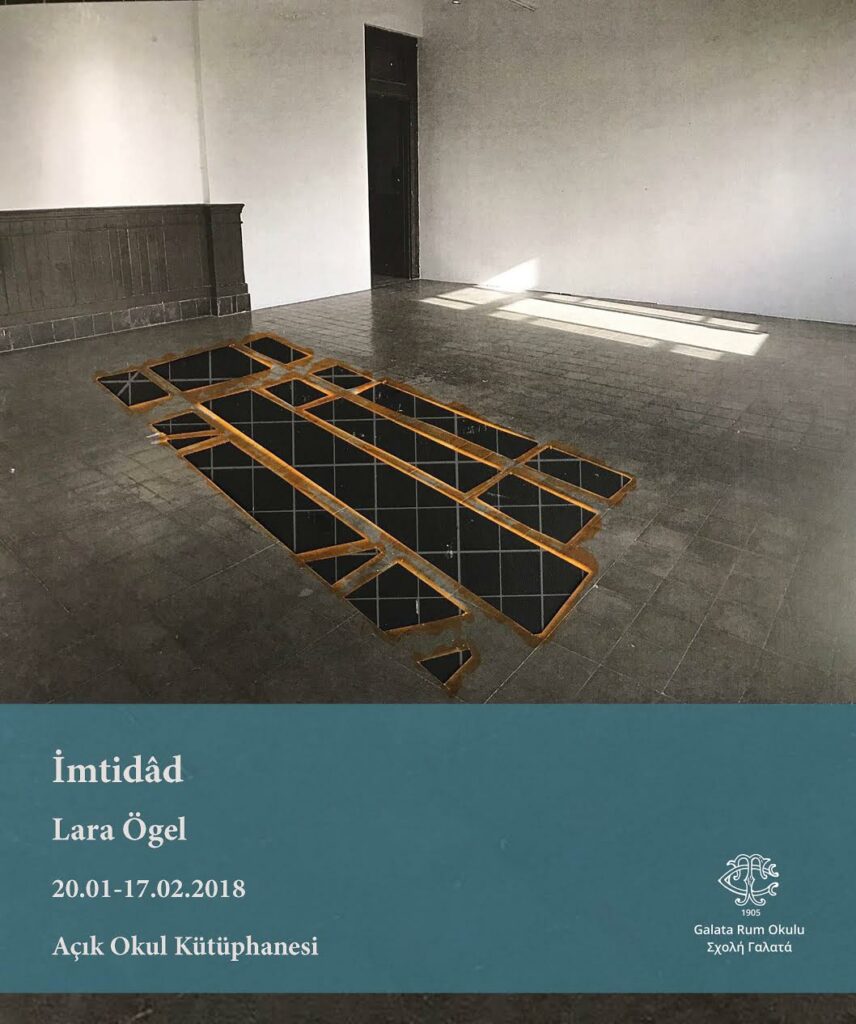 İmtidâd
Lara Ögel
20.01-17.02.2018
Açık Okul Kütüphanesi
1905
Galata Rum Okulu
Σχολή Γαλατά